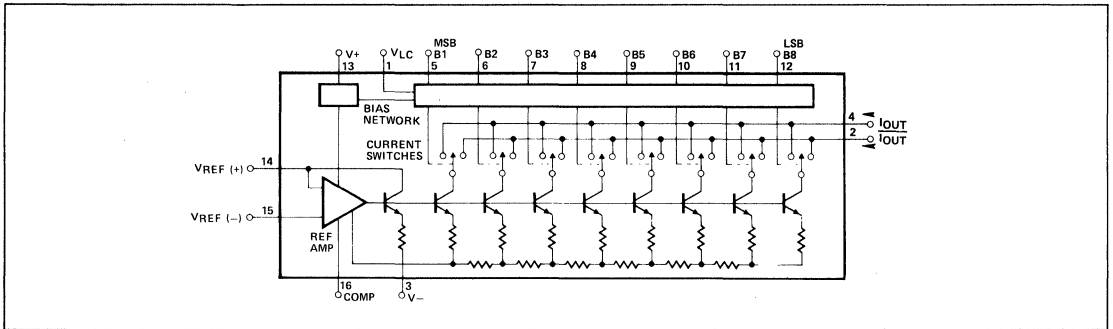 V+
13
VLC
1
MSB
B1
5
B2
6
B3
7
B4
8
B5
9
B6
10
B7
11
LSB
B8
12
BIAS
NETWORK
CURRENT
SWITCHES
4
IOUT
2
IOUT
14
VREF (+)
15
VREF (−)
REF
AMP
16
COMP
3
V−